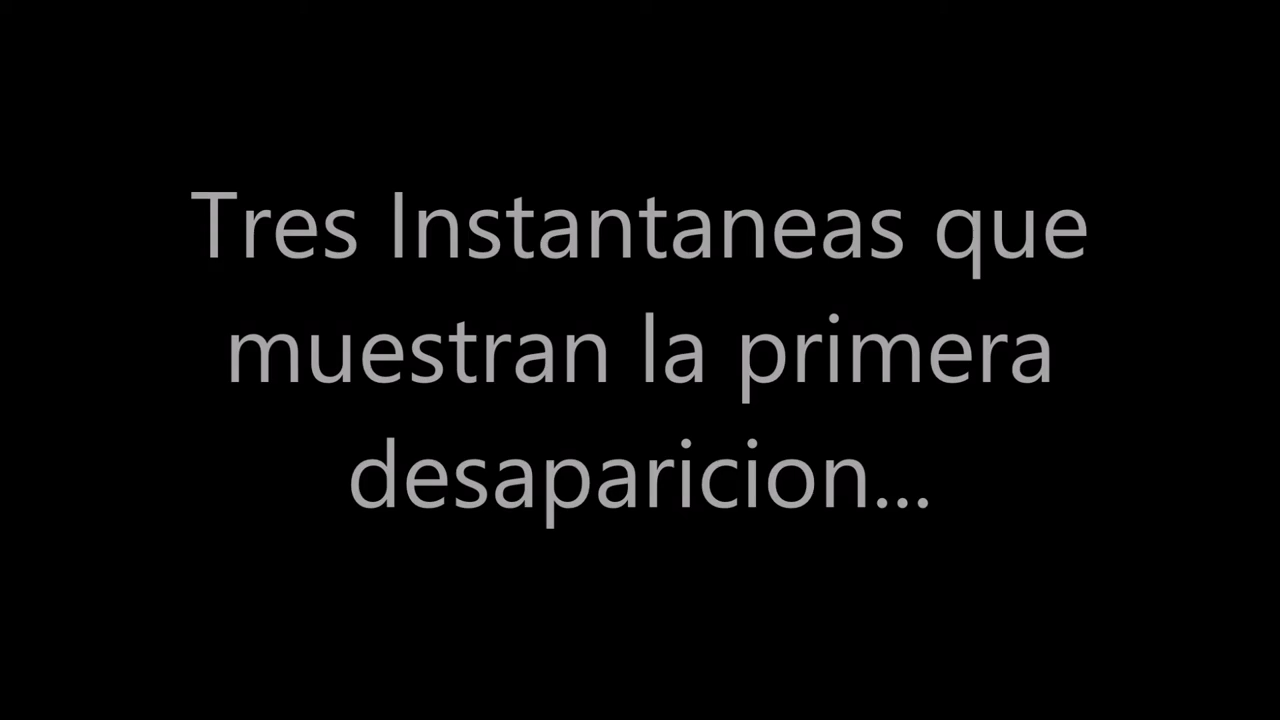 Tres Instantaneas que
muestran la primera
desaparicion...